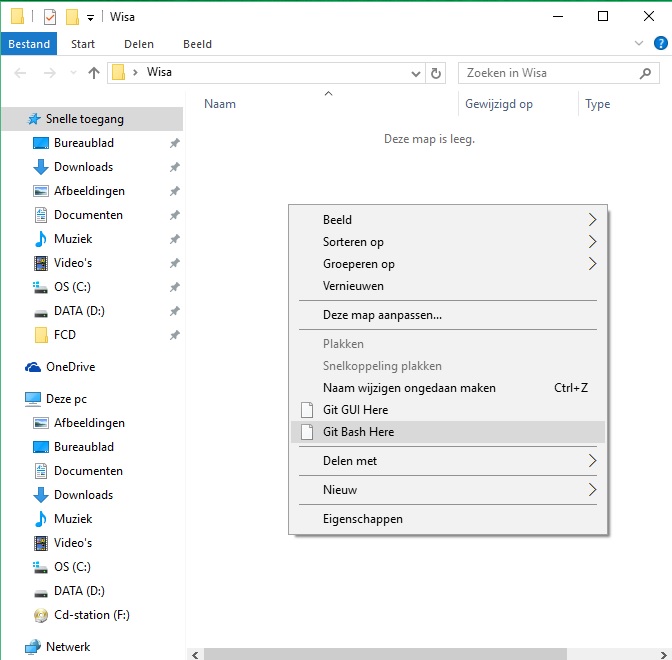 Wisa
Bestand Start Delen Beeld
Wisa
Zoeken in Wisa
Naam Gewijzigd op Type
Deze map is leeg.
Snelle toegang
Bureaublad
Downloads
Afbeeldingen
Documenten
Muziek
Video's
OS (C:)
DATA (D:)
FCD
OneDrive
Deze pc
Afbeeldingen
Bureaublad
Documenten
Downloads
Muziek
Video's
OS (C:)
DATA (D:)
Cd-station (F:)
Netwerk
Beeld
Sorteren op
Groeperen op
Vernieuwen
Deze map aanpassen...
Plakken
Snelkoppeling plakken
Naam wijzigen ongedaan maken Ctrl+Z
Git GUI Here
Git Bash Here
Delen met
Nieuw
Eigenschappen